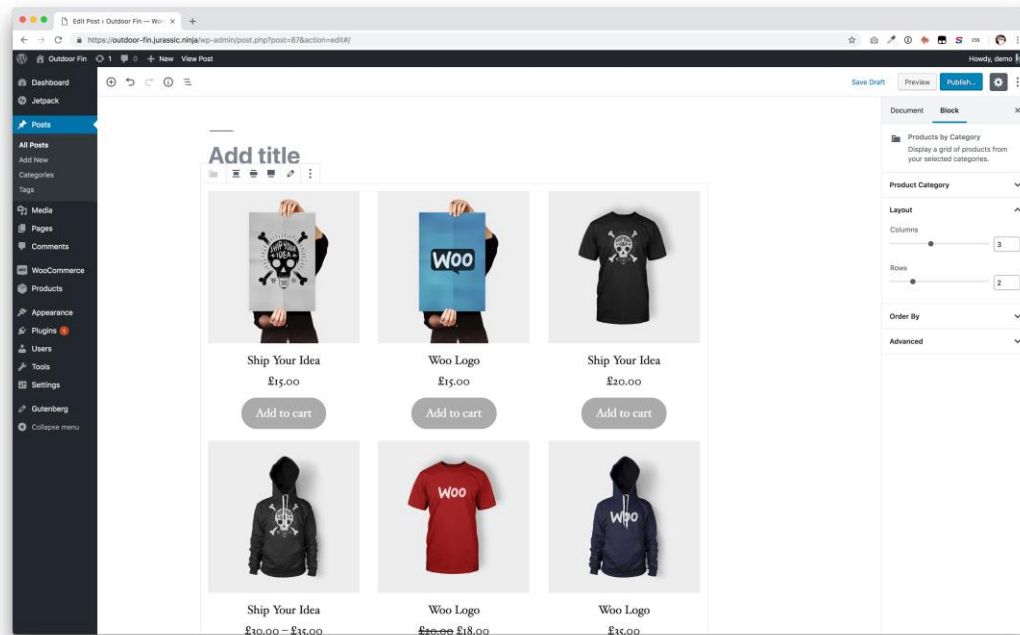 Edit Post ‹ Outdoor Fin — Wor
https://outdoor-fin.jurassic.ninja/wp-admin/post.php?post=87&action=edit#/
Outdoor Fin 1 0 + New View Post
Howdy, demo
Dashboard
Jetpack
Posts
All Posts
Add New
Categories
Tags
Media
Pages
Comments
WooCommerce
Products
Appearance
Plugins 1
Users
Tools
Settings
Gutenberg
Collapse menu
Save Draft Preview Publish...
Add title
SHIP YOUR
IDEA
WOO
Ship Your Idea Woo Logo Ship Your Idea
£15.00 £15.00 £20.00
Add to cart Add to cart Add to cart
WOO
WOO
Ship Your Idea Woo Logo Woo Logo
£30.00 – £35.00 £20.00 £18.00 £35.00
Document Block
Products by Category
Display a grid of products from
your selected categories.
Product Category
Layout
Columns
3
Rows
2
Order By
Advanced